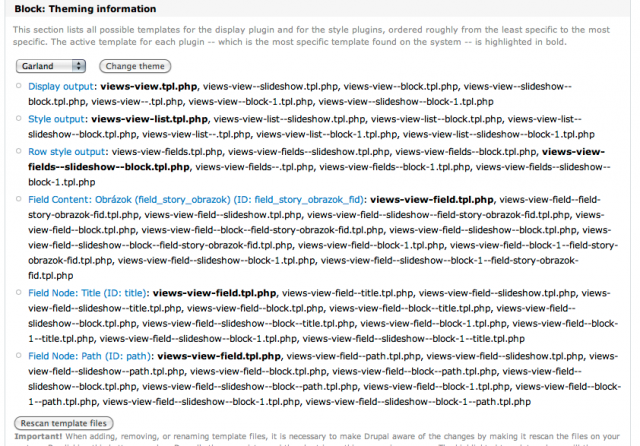 Block: Theming information
This section lists all possible templates for the display plugin and for the style plugins, ordered roughly from the least specific to the most
specific. The active template for each plugin -- which is the most specific template found on the system -- is highlighted in bold.
Garland Change theme
Display output: views-view.tpl.php, views-view--slideshow.tpl.php, views-view--block.tpl.php, views-view--slideshow--
block.tpl.php, views-view--.tpl.php, views-view--block-1.tpl.php, views-view--slideshow--block-1.tpl.php
Style output: views-view-list.tpl.php, views-view-list--slideshow.tpl.php, views-view-list--block.tpl.php, views-view-list--
slideshow--block.tpl.php, views-view-list--.tpl.php, views-view-list--block-1.tpl.php, views-view-list--slideshow--block-1.tpl.php
Row style output: views-view-fields.tpl.php, views-view-fields--slideshow.tpl.php, views-view-fields--block.tpl.php, views-view-
fields--slideshow--block.tpl.php, views-view-fields--.tpl.php, views-view-fields--block-1.tpl.php, views-view-fields--slideshow--
block-1.tpl.php
Field Content: Obrázok (field_story_obrazok) (ID: field_story_obrazok_fid): views-view-field.tpl.php, views-view-field--field-
story-obrazok-fid.tpl.php, views-view-field--slideshow.tpl.php, views-view-field--slideshow--field-story-obrazok-fid.tpl.php, views-
view-field--block.tpl.php, views-view-field--block--field-story-obrazok-fid.tpl.php, views-view-field--slideshow--block.tpl.php, views-
view-field--slideshow--block--field-story-obrazok-fid.tpl.php, views-view-field--block-1.tpl.php, views-view-field--block-1--field-story-
obrazok-fid.tpl.php, views-view-field--slideshow--block-1.tpl.php, views-view-field--slideshow--block-1--field-story-obrazok-
fid.tpl.php
Field Node: Title (ID: title): views-view-field.tpl.php, views-view-field--title.tpl.php, views-view-field--slideshow.tpl.php, views-
view-field--slideshow--title.tpl.php, views-view-field--block.tpl.php, views-view-field--block--title.tpl.php, views-view-field--
slideshow--block.tpl.php, views-view-field--slideshow--block--title.tpl.php, views-view-field--block-1.tpl.php, views-view-field--block-
1--title.tpl.php, views-view-field--slideshow--block-1.tpl.php, views-view-field--slideshow--block-1--title.tpl.php
Field Node: Path (ID: path): views-view-field.tpl.php, views-view-field--path.tpl.php, views-view-field--slideshow.tpl.php, views-
view-field--slideshow--path.tpl.php, views-view-field--block.tpl.php, views-view-field--block--path.tpl.php, views-view-field--
slideshow--block.tpl.php, views-view-field--slideshow--block--path.tpl.php, views-view-field--block-1.tpl.php, views-view-field--block-
1--path.tpl.php, views-view-field--slideshow--block-1.tpl.php, views-view-field--slideshow--block-1--path.tpl.php
Rescan template files
Important! When adding, removing, or renaming template files, it is necessary to make Drupal aware of the changes by making it rescan the files on your